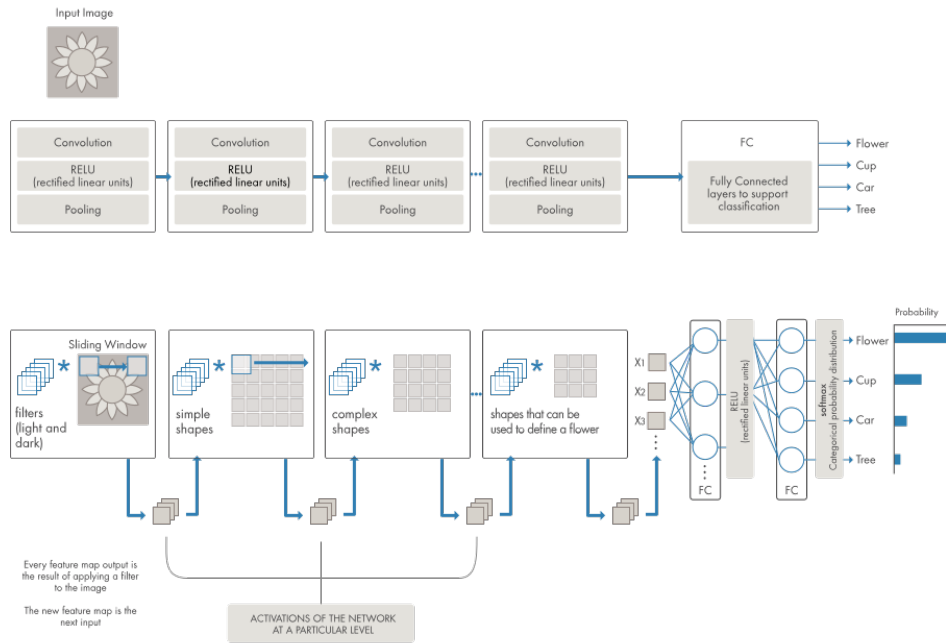 Input Image
Convolution
RELU
(rectified linear units)
Pooling
Convolution
RELU
(rectified linear units)
Pooling
Convolution
RELU
(rectified linear units)
Pooling
Convolution
RELU
(rectified linear units)
Pooling
FC
Fully Connected
layers to support
classification
Flower
Cup
Car
Tree
Sliding Window
*
filters
(light and
dark)
*
simple
shapes
*
complex
shapes
*
shapes that can be
used to define a flower
X1
X2
X3
FC
RELU
(rectified linear units)
FC
softmax
Categorical probability distribution
Probability
Flower
Cup
Car
Tree
Every feature map output is
the result of applying a filter
to the image
The new feature map is the
next input
ACTIVATIONS OF THE NETWORK
AT A PARTICULAR LEVEL